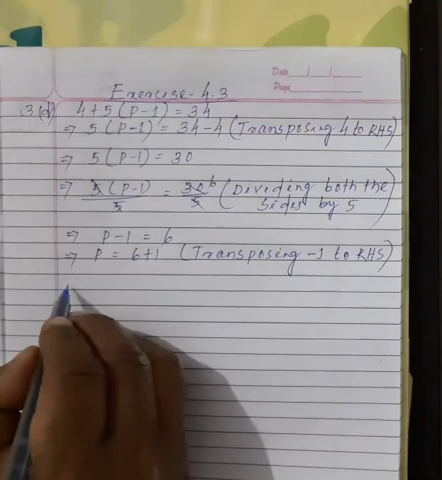 Exercise-4.3
Date
Page
3(d) 4+5(P-1)=34
⇒ 5(P-1)=34-4 (Transposing 4 to RHS)
⇒ 5(P-1)=30
⇒ 5(P-1)/5 = 30 6/5 (Dividing both the
sides by 5)
⇒ P-1=6
⇒ P=6+1 (Transposing -1 to RHS)